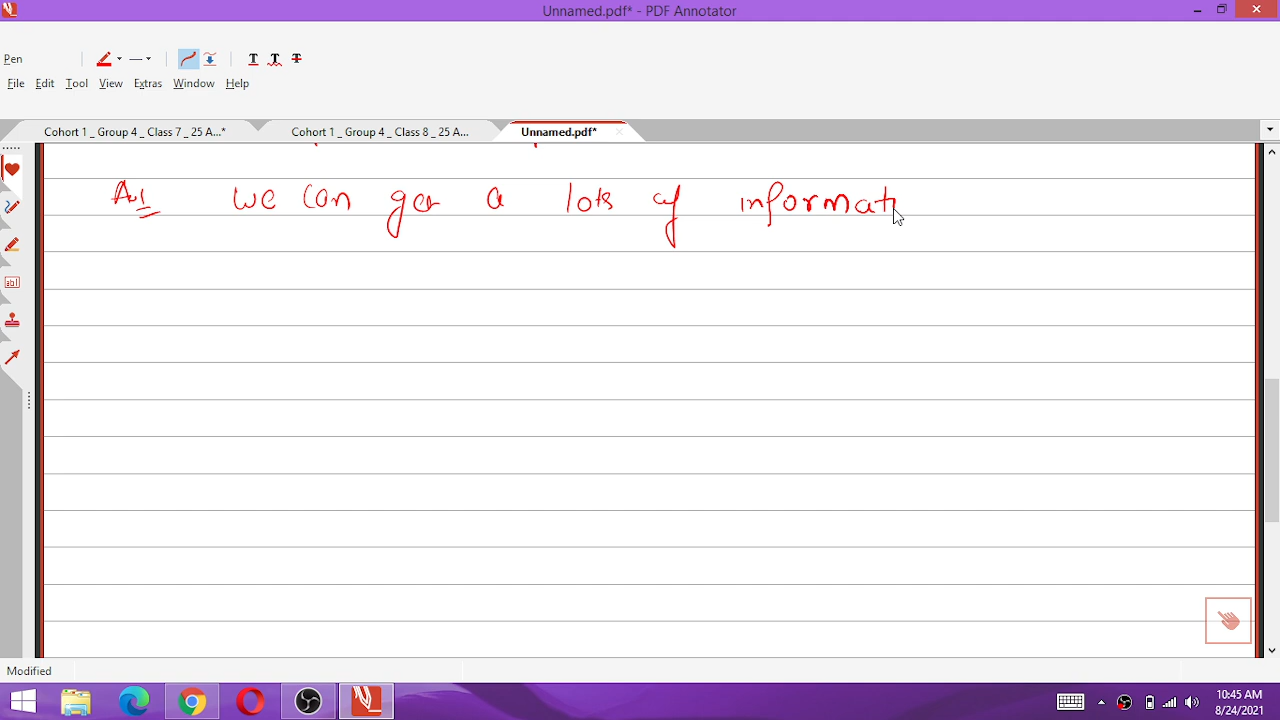 Unnamed.pdf* - PDF Annotator
Pen
T T T
File Edit Tool View Extras Window Help
Cohort 1 _ Group 4 _ Class 7 _ 25 A...* Cohort 1 _ Group 4 _ Class 8 _ 25 A... Unnamed.pdf*
we can get a lots of informati
ab|
Modified
10:45 AM
8/24/2021